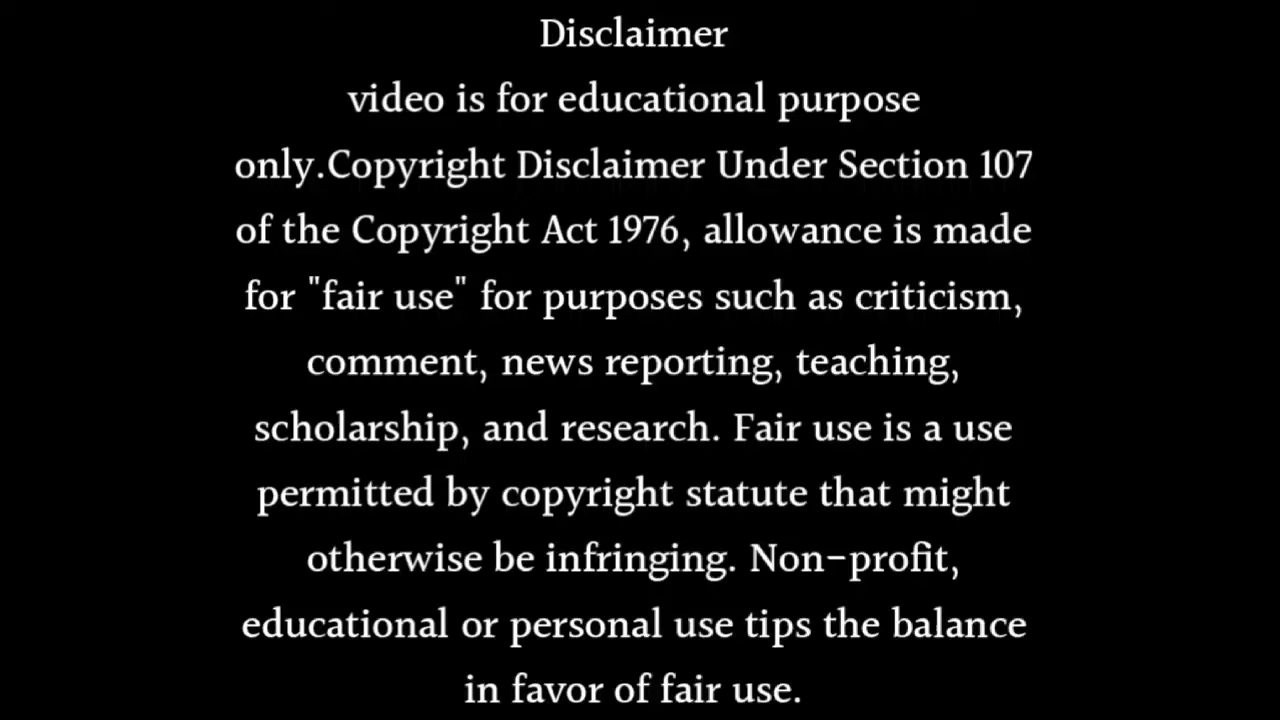 Disclaimer
video is for educational purpose
only.Copyright Disclaimer Under Section 107
of the Copyright Act 1976, allowance is made
for "fair use" for purposes such as criticism,
comment, news reporting, teaching,
scholarship, and research. Fair use is a use
permitted by copyright statute that might
otherwise be infringing. Non-profit,
educational or personal use tips the balance
in favor of fair use.